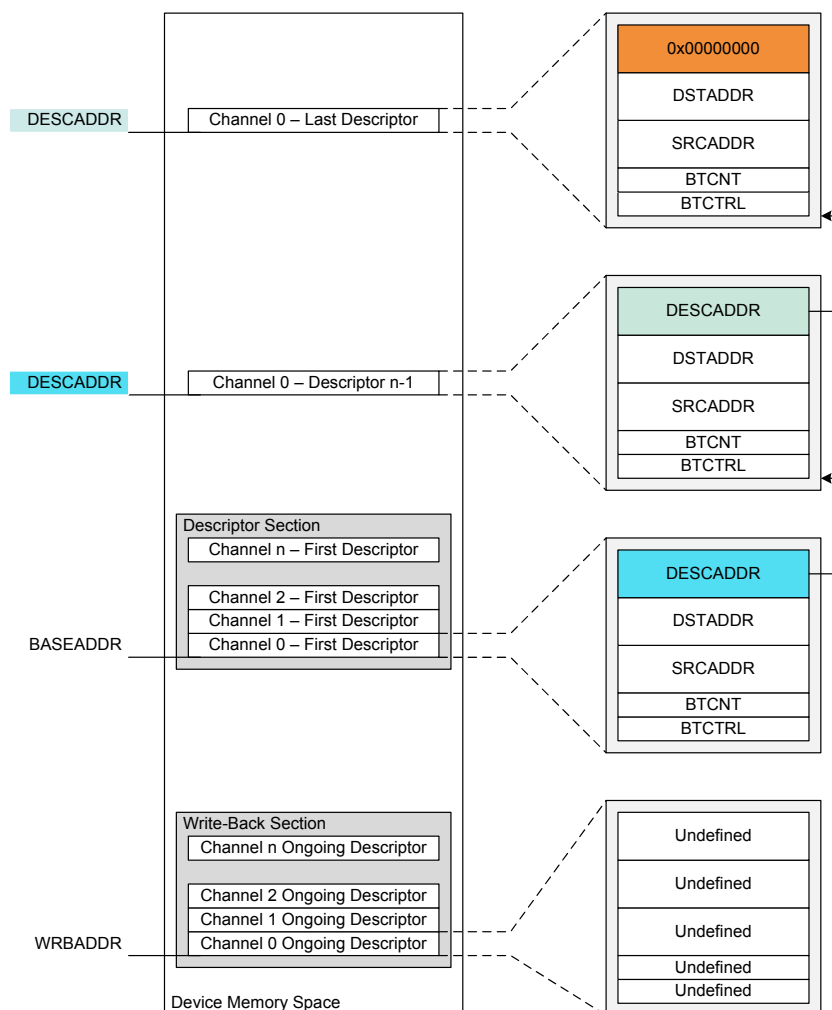 0x00000000
DSTADDR
DESCADDR
Channel 0 – Last Descriptor
SRCADDR
BTCNT
BTCTRL
DESCADDR
DSTADDR
DESCADDR
Channel 0 – Descriptor n-1
SRCADDR
BTCNT
BTCTRL
Descriptor Section
Channel n – First Descriptor
DESCADDR
Channel 2 – First Descriptor
Channel 1 – First Descriptor
DSTADDR
BASEADDR
Channel 0 – First Descriptor
SRCADDR
BTCNT
BTCTRL
Write-Back Section
Channel n Ongoing Descriptor
Undefined
Undefined
Channel 2 Ongoing Descriptor
Channel 1 Ongoing Descriptor
Undefined
WRBADDR
Channel 0 Ongoing Descriptor
Undefined
Undefined
Device Memory Space